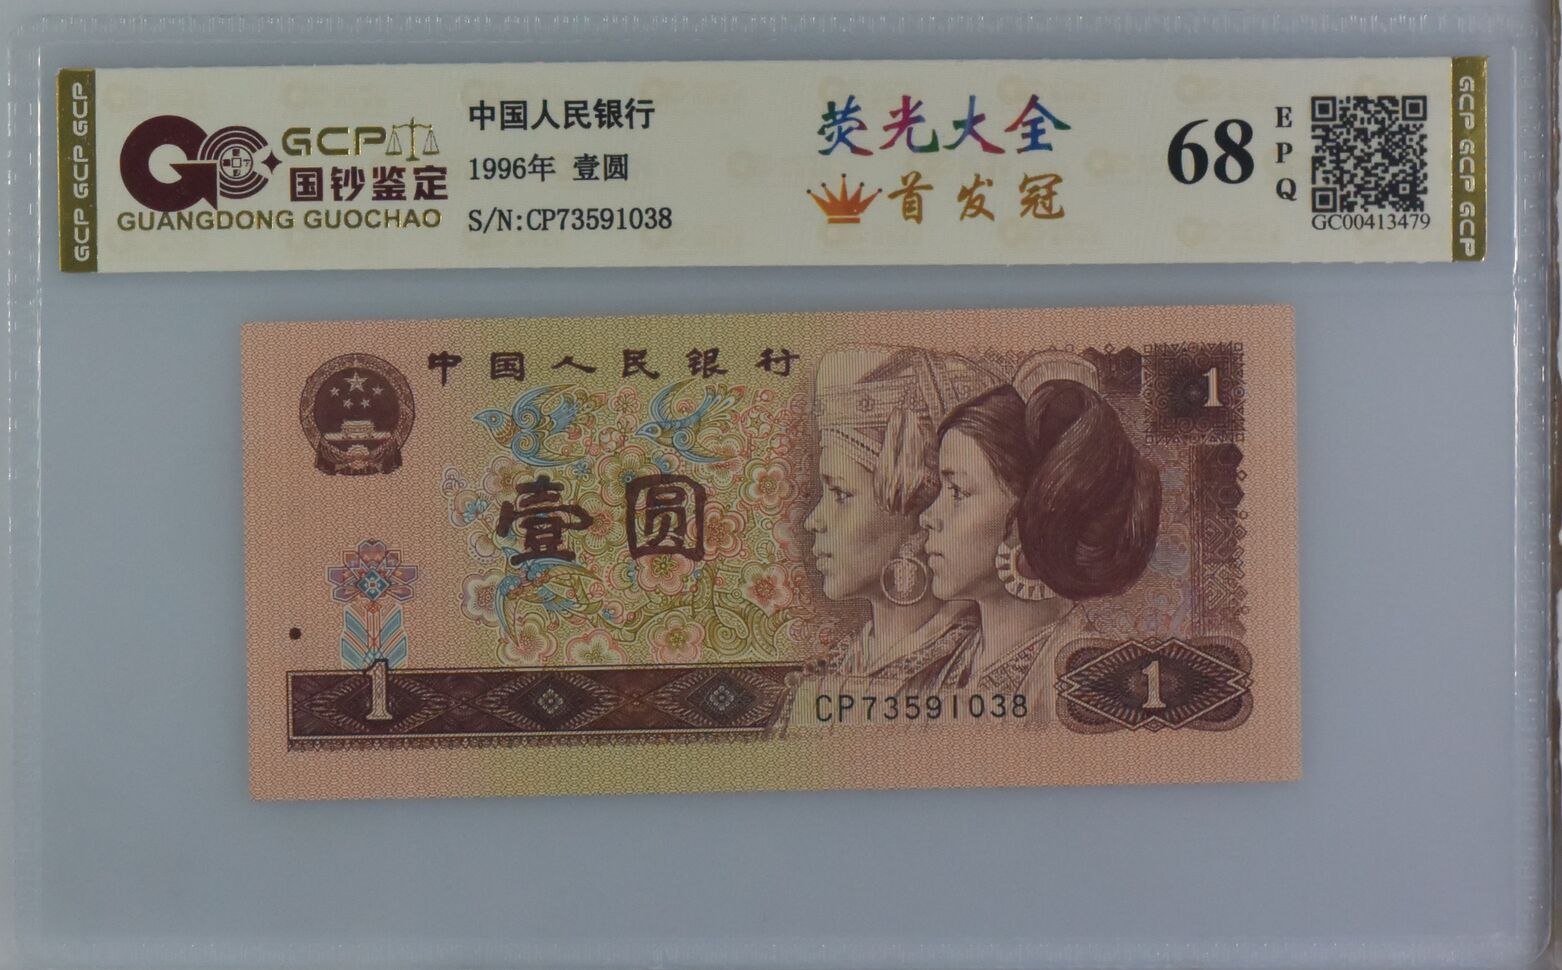 GCP GCP GCP
GCP
国钞鉴定
GUANGDONG GUOCHAO
中国人民银行
1996年 壹圆
S/N:CP73591038
荧光大全
首发冠
68
EPQ
GC00413479
GCP GCP GCP
中国人民银行
1
壹圆
1
CP73591038
1